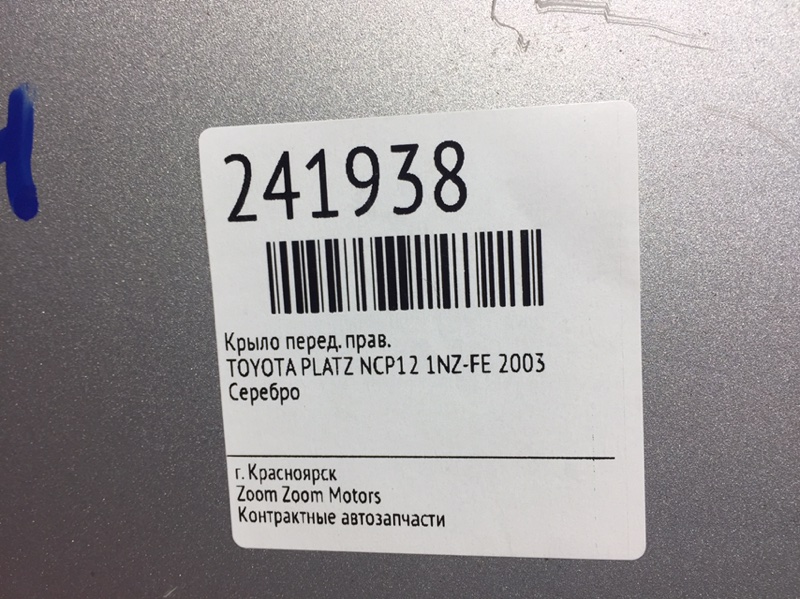 241938
Крыло перед. прав.
TOYOTA PLATZ NCP12 1NZ-FE 2003
Серебро
г. Красноярск
Zoom Zoom Motors
Контрактные автозапчасти